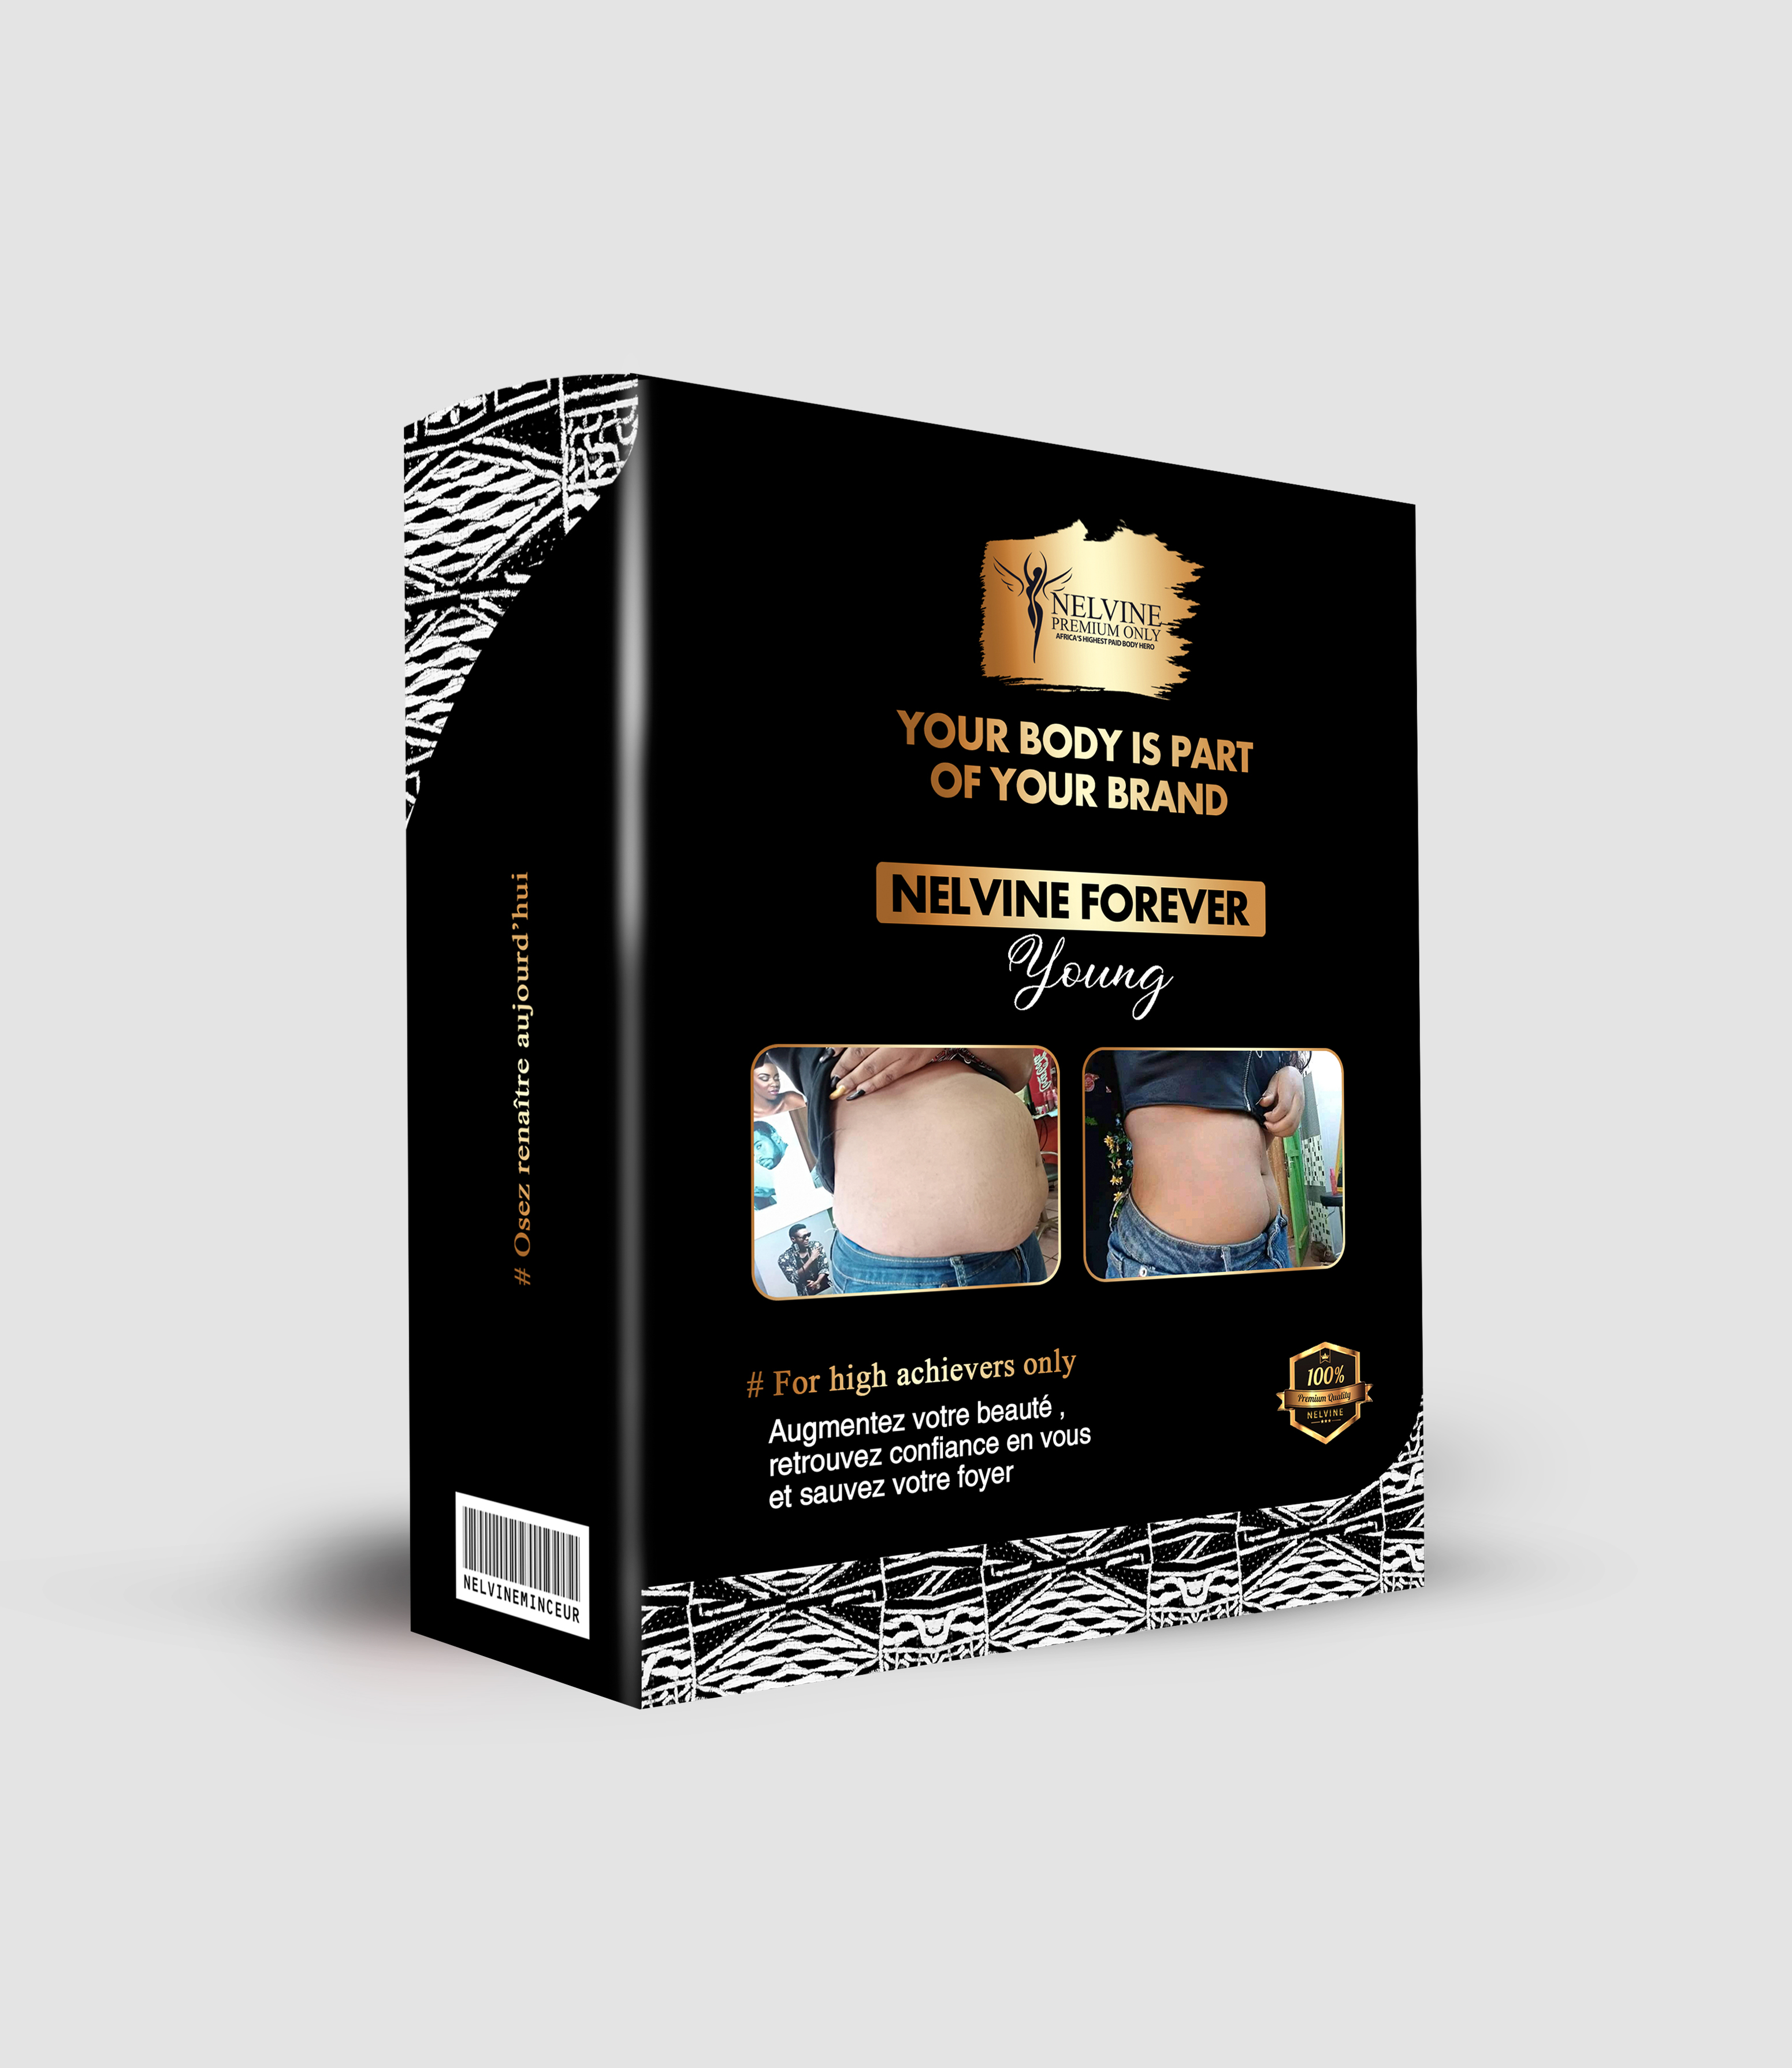 NELVINE
PREMIUM ONLY
AFRICA'S HIGHEST PAID BODY HERO
YOUR BODY IS PART
OF YOUR BRAND
NELVINE FOREVER
Young
# For high achievers only
Augmentez votre beauté ,
retrouvez confiance en vous
et sauvez votre foyer
100%
Premium Quality
NELVINE
# Osez renaître aujourd'hui
NELVINEMINCEUR